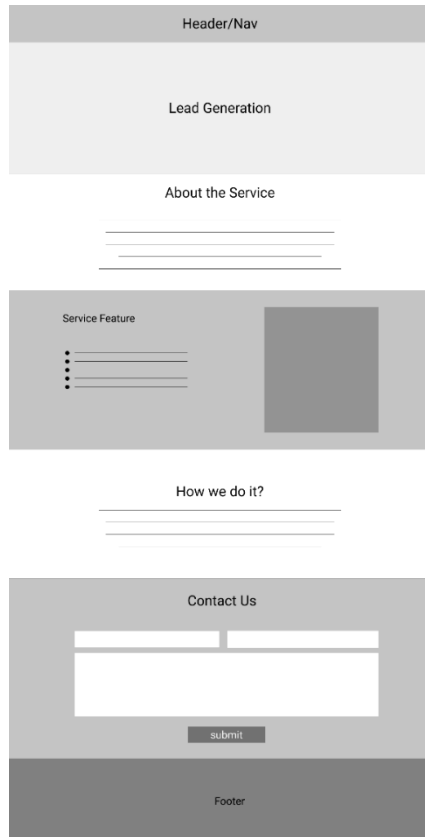 Header/Nav
Lead Generation
About the Service
Service Feature
How we do it?
Contact Us
submit
Footer